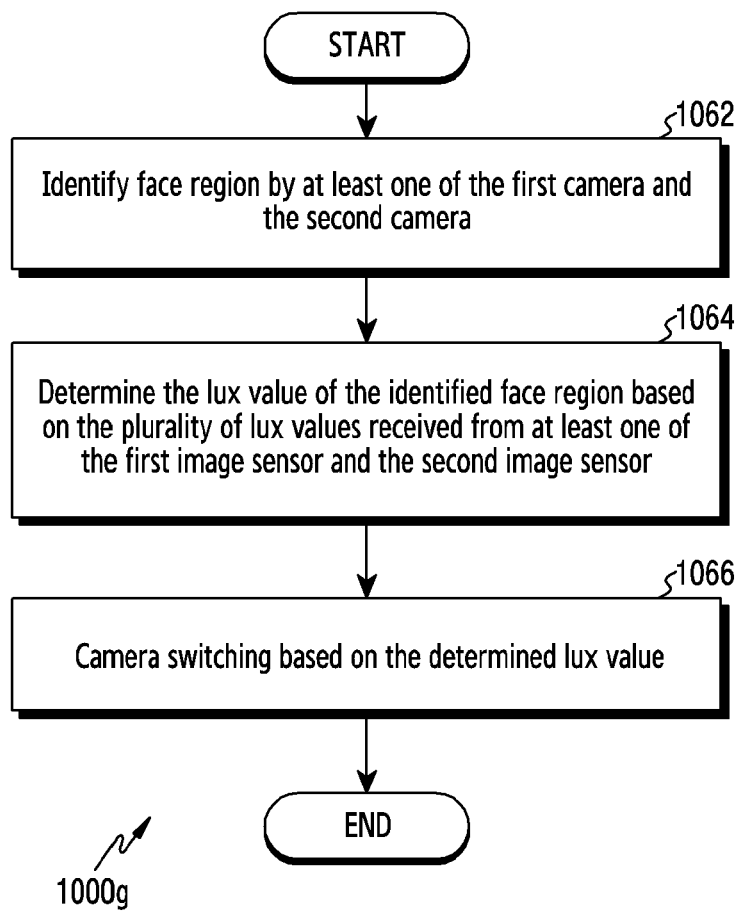 START
1062
Identify face region by at least one of the first camera and
the second camera
1064
Determine the lux value of the identified face region based
on the plurality of lux values received from at least one of
the first image sensor and the second image sensor
1066
Camera switching based on the determined lux value
END
1000g